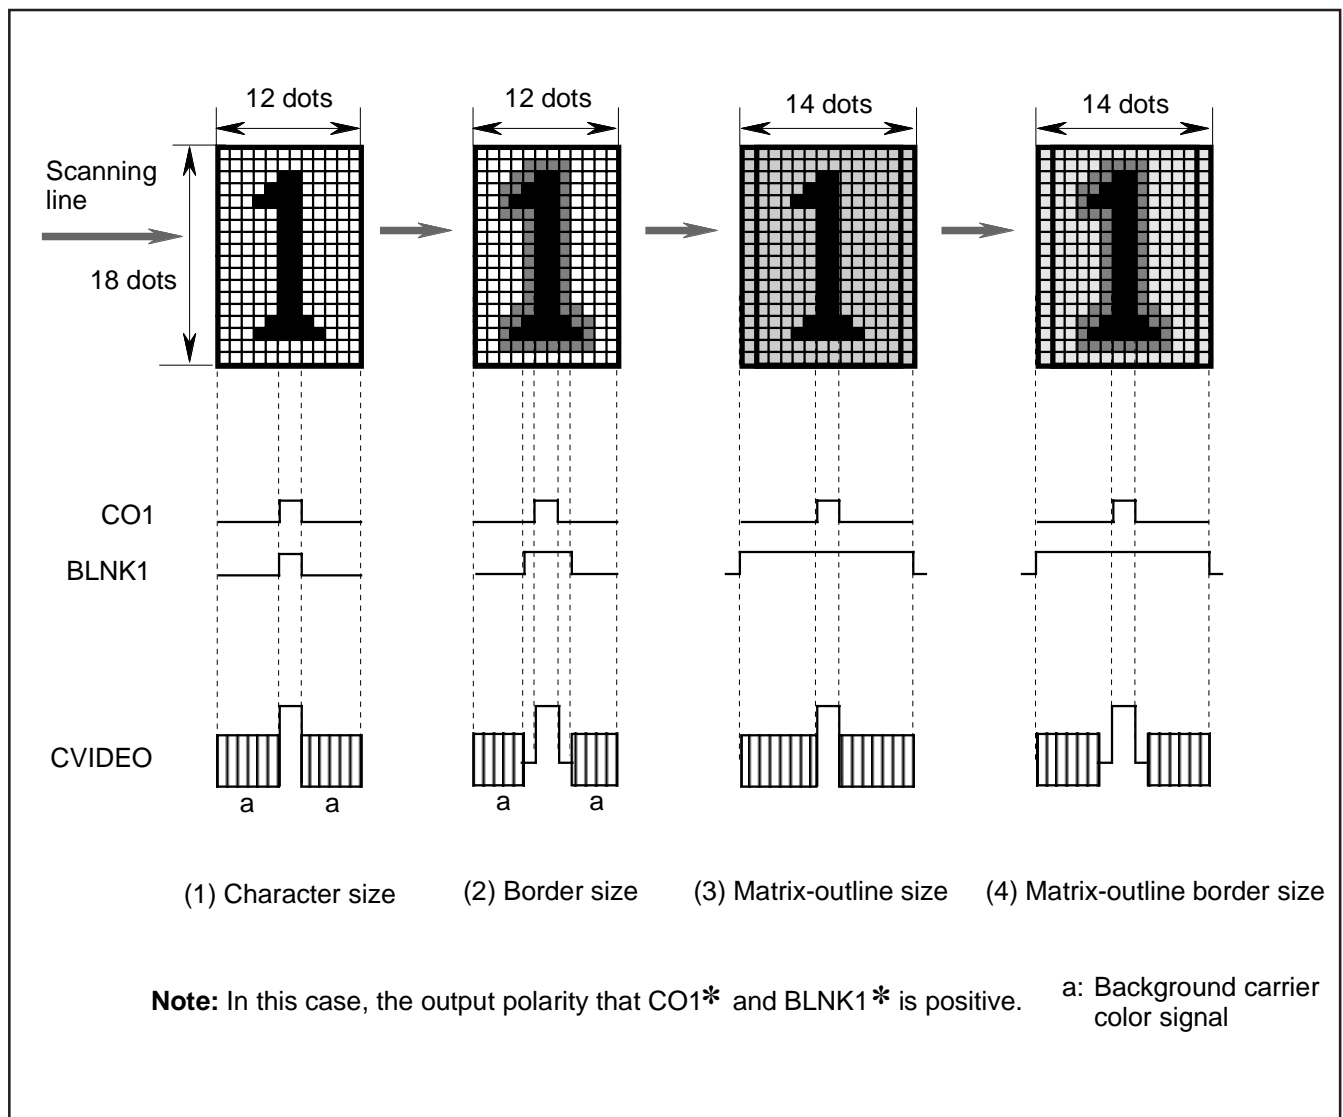 12 dots
12 dots
14 dots
14 dots
Scanning
line
18 dots
CO1
BLNK1
CVIDEO
a
a
a
a
(1) Character size
(2) Border size
(3) Matrix-outline size
(4) Matrix-outline border size
Note: In this case, the output polarity that CO1* and BLNK1* is positive.
a: Background carrier
color signal